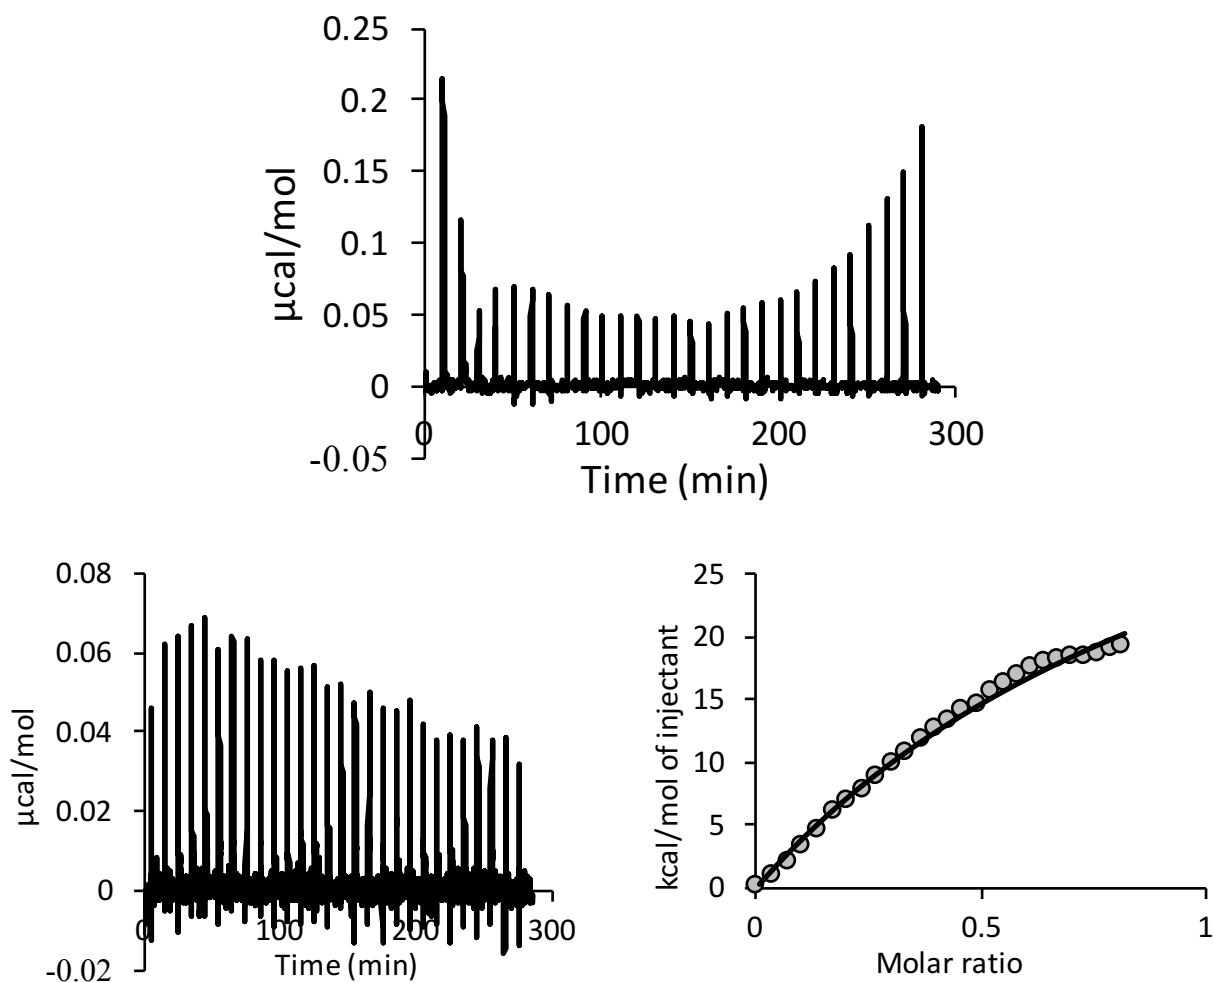 0.25
0.2
0.15
0.1
0.05
0
-0.05
μcal/mol
0 100 200 300
Time (min)
0.08
0.06
0.04
0.02
0
-0.02
μcal/mol
0 100 200 300
Time (min)
25
20
15
10
5
0
kcal/mol of injectant
0 0.5 1
Molar ratio